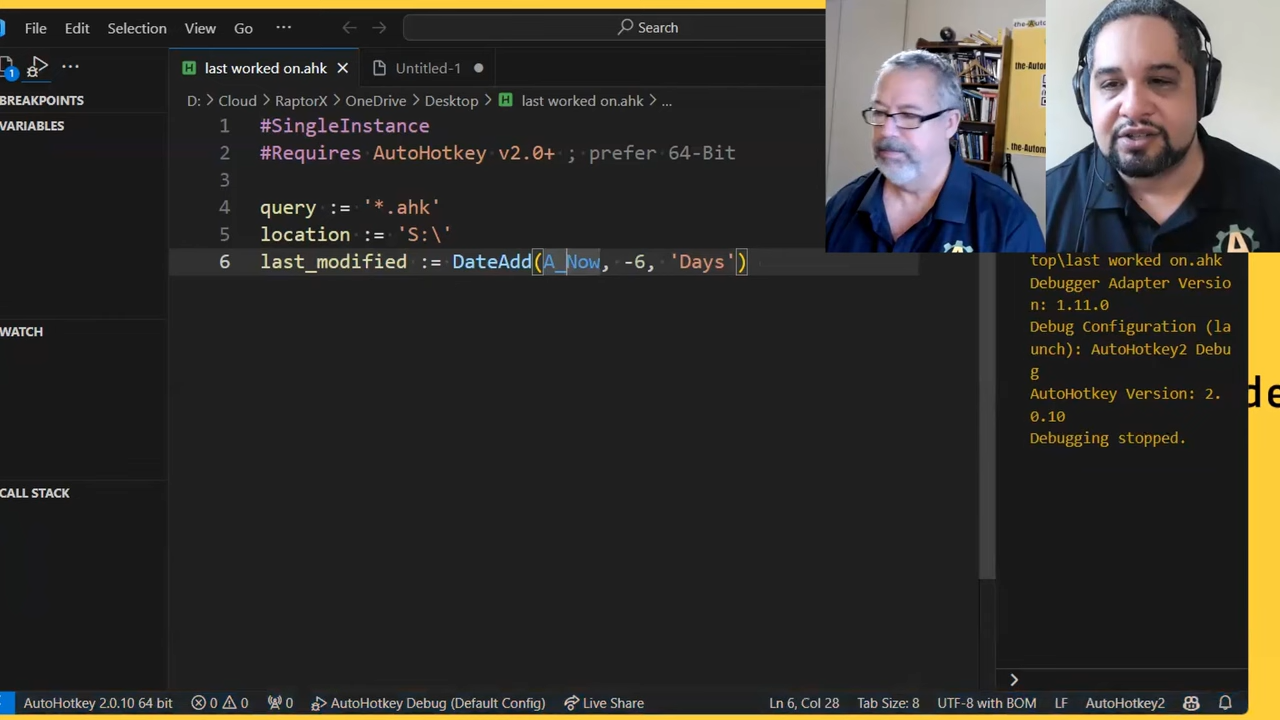 File Edit Selection View Go ··· Search
last worked on.ahk Untitled-1
1
BREAKPOINTS
D: > Cloud > RaptorX > OneDrive > Desktop > last worked on.ahk > ...
VARIABLES
1 #SingleInstance
2 #Requires AutoHotkey v2.0+ ; prefer 64-Bit
3
4 query := '*.ahk'
5 location := 'S:\'
6 last_modified := DateAdd(A_Now, -6, 'Days')
WATCH
CALL STACK
the-Autom
top\last worked on.ahk
Debugger Adapter Versio
n: 1.11.0
Debug Configuration (la
unch): AutoHotkey2 Debu
g
AutoHotkey Version: 2.
0.10
Debugging stopped.
de
>
AutoHotkey 2.0.10 64 bit 0 0 0 AutoHotkey Debug (Default Config) Live Share Ln 6, Col 28 Tab Size: 8 UTF-8 with BOM LF AutoHotkey2